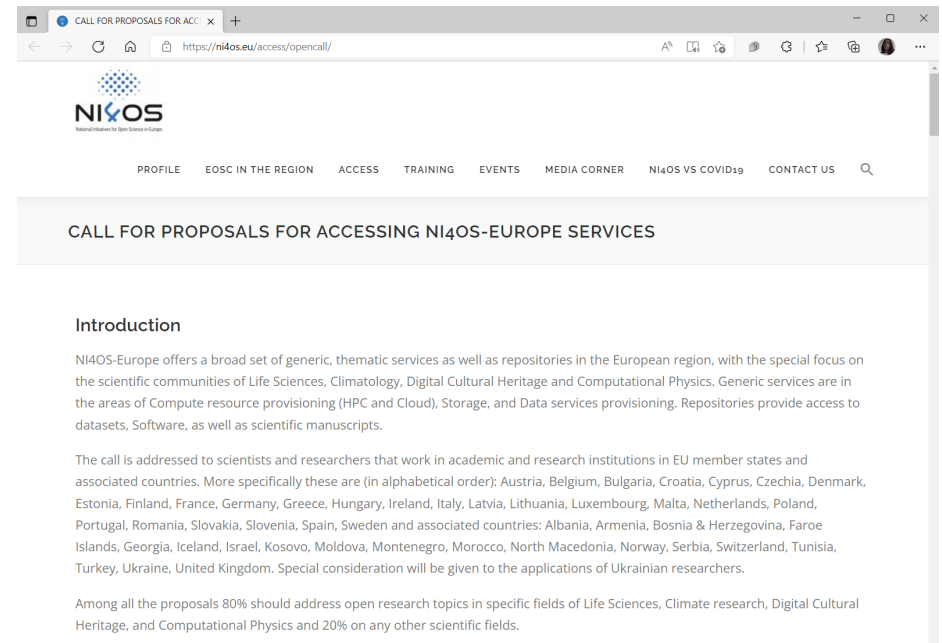 CALL FOR PROPOSALS FOR ACC
https://ni4os.eu/access/opencall/
NI4OS
National Initiatives for Open Science in Europe
PROFILE EOSC IN THE REGION ACCESS TRAINING EVENTS MEDIA CORNER NI4OS VS COVID19 CONTACT US
CALL FOR PROPOSALS FOR ACCESSING NI4OS-EUROPE SERVICES
Introduction
NI4OS-Europe offers a broad set of generic, thematic services as well as repositories in the European region, with the special focus on
the scientific communities of Life Sciences, Climatology, Digital Cultural Heritage and Computational Physics. Generic services are in
the areas of Compute resource provisioning (HPC and Cloud), Storage, and Data services provisioning. Repositories provide access to
datasets, Software, as well as scientific manuscripts.
The call is addressed to scientists and researchers that work in academic and research institutions in EU member states and
associated countries. More specifically these are (in alphabetical order): Austria, Belgium, Bulgaria, Croatia, Cyprus, Czechia, Denmark,
Estonia, Finland, France, Germany, Greece, Hungary, Ireland, Italy, Latvia, Lithuania, Luxembourg, Malta, Netherlands, Poland,
Portugal, Romania, Slovakia, Slovenia, Spain, Sweden and associated countries: Albania, Armenia, Bosnia & Herzegovina, Faroe
Islands, Georgia, Iceland, Israel, Kosovo, Moldova, Montenegro, Morocco, North Macedonia, Norway, Serbia, Switzerland, Tunisia,
Turkey, Ukraine, United Kingdom. Special consideration will be given to the applications of Ukrainian researchers.
Among all the proposals 80% should address open research topics in specific fields of Life Sciences, Climate research, Digital Cultural
Heritage, and Computational Physics and 20% on any other scientific fields.